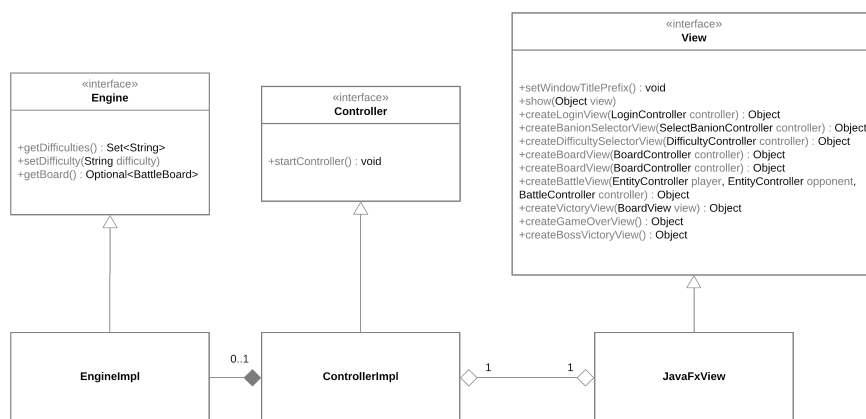 «interface»
Engine
+getDifficulties() : Set<String>
+setDifficulty(String difficulty)
+getBoard() : Optional<BattleBoard>
«interface»
Controller
+startController() : void
«interface»
View
+setWindowTitlePrefix() : void
+show(Object view)
+createLoginView(LoginController controller) : Object
+createBanionSelectorView(SelectBanionController controller) : Object
+createDifficultySelectorView(DifficultyController controller) : Object
+createBoardView(BoardController controller) : Object
+createBoardView(BoardController controller) : Object
+createBattleView(EntityController player, EntityController opponent,
BattleController controller) : Object
+createVictoryView(BoardView view) : Object
+createGameOverView() : Object
+createBossVictoryView() : Object
EngineImpl
0..1
ControllerImpl
1
1
JavaFxView